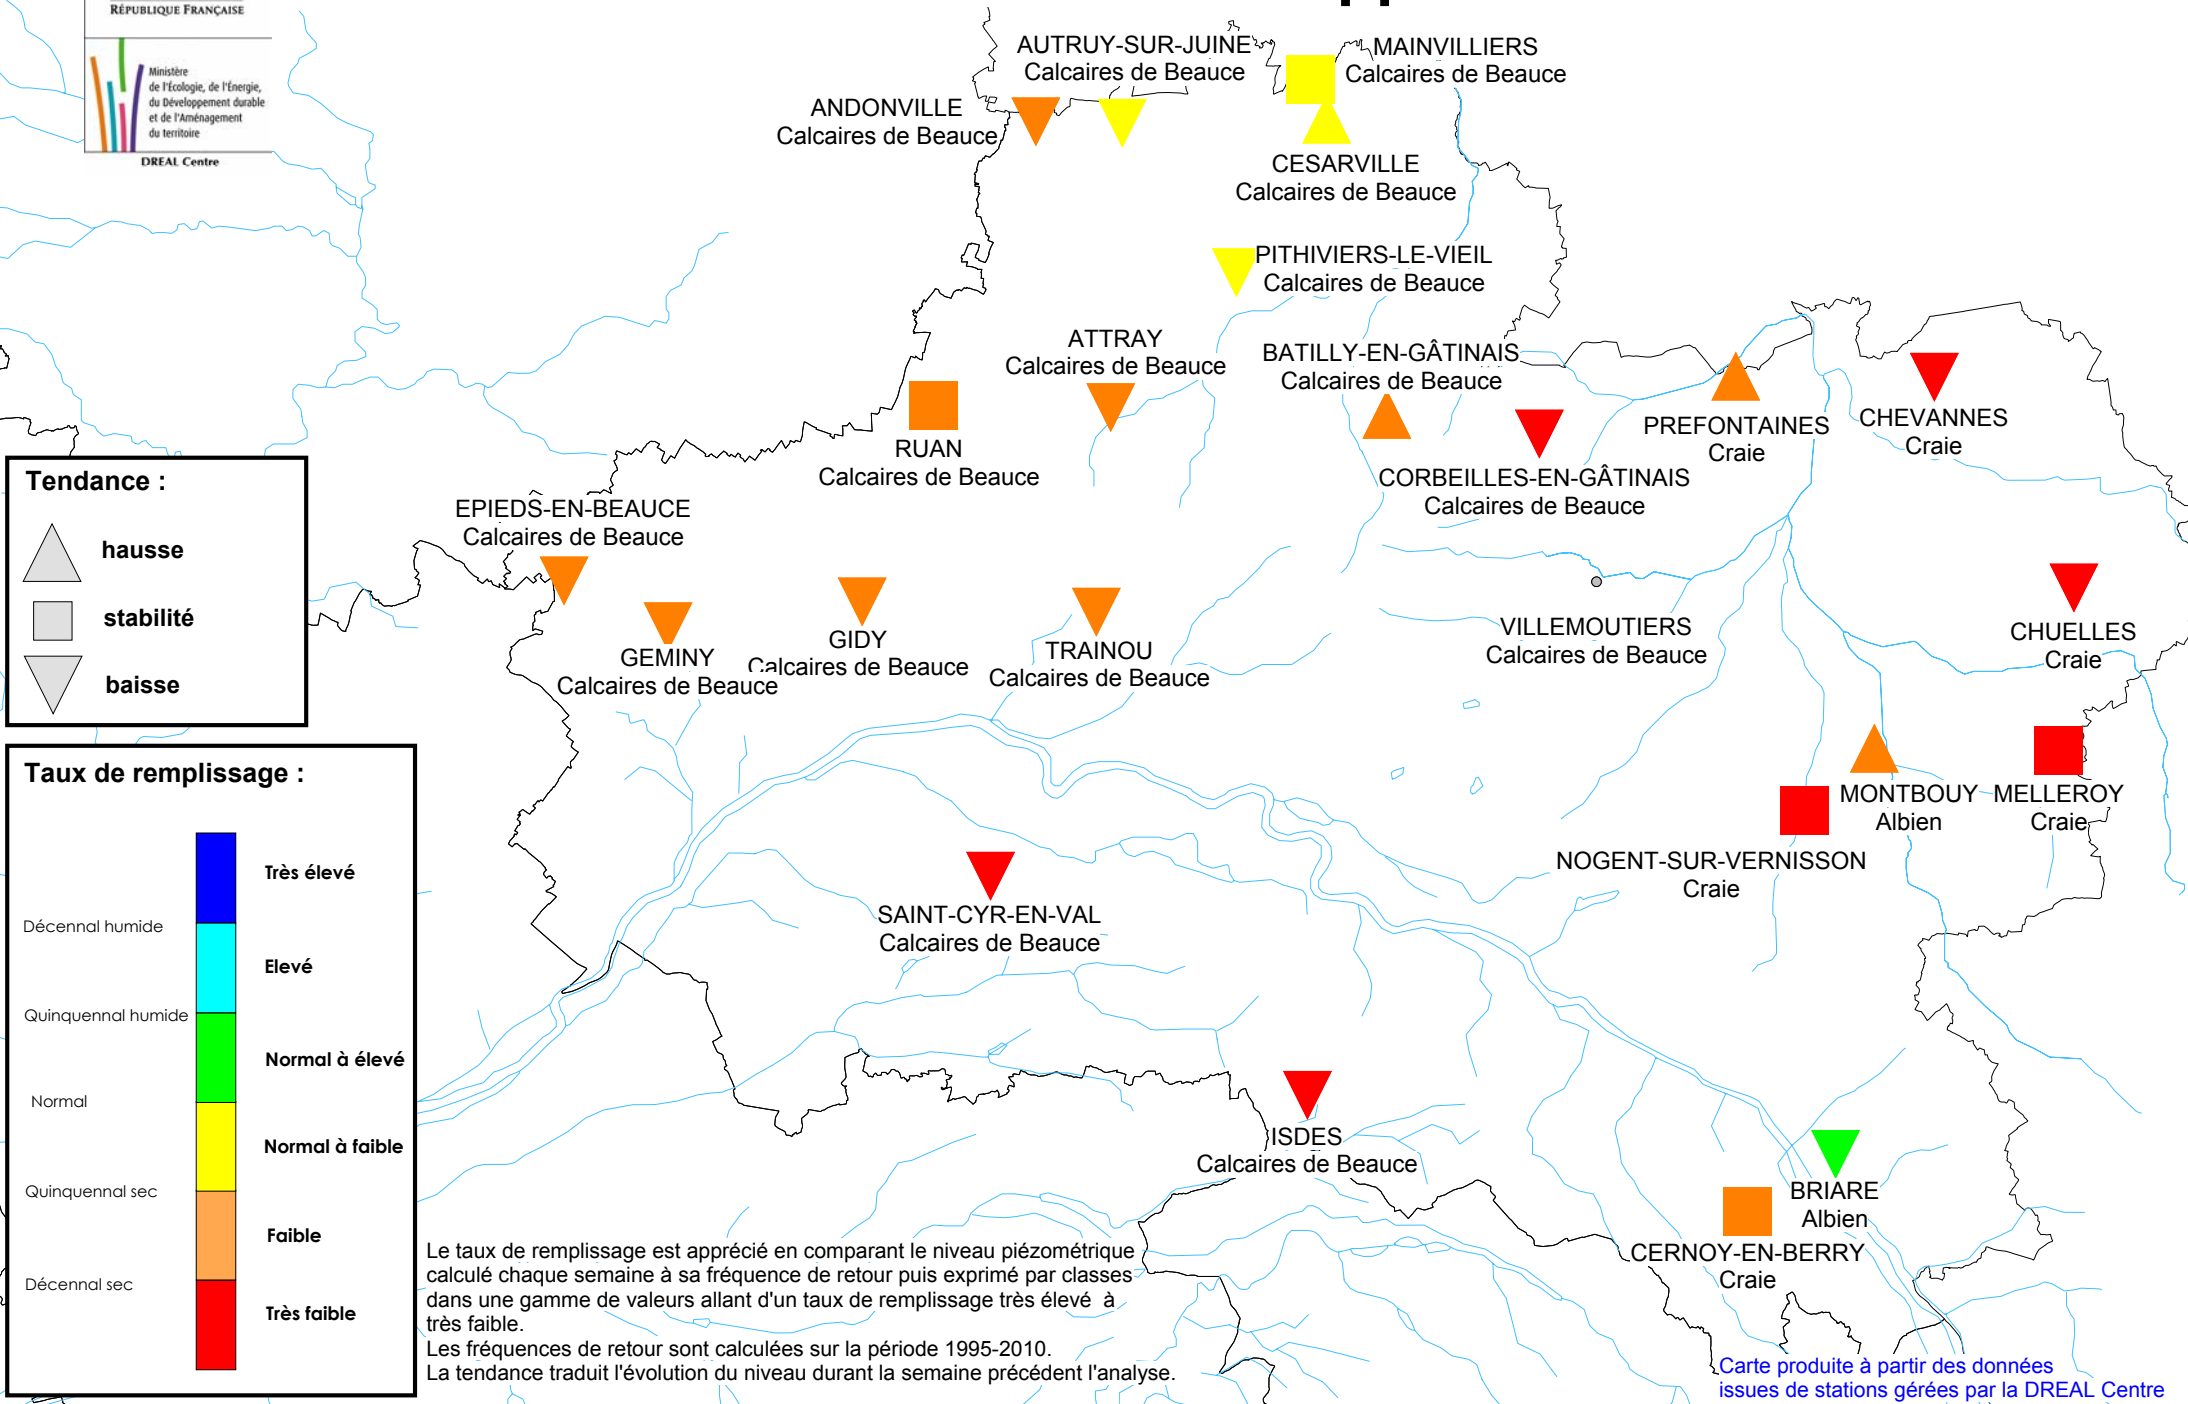 RÉPUBLIQUE FRANÇAISE
Ministère
de l'Écologie, de l'Énergie,
du Développement durable
et de l'Aménagement
du territoire
DREAL Centre
AUTRUY-SUR-JUINE
Calcaires de Beauce
MAINVILLIERS
Calcaires de Beauce
ANDONVILLE
Calcaires de Beauce
CESARVILLE
Calcaires de Beauce
PITHIVIERS-LE-VIEIL
Calcaires de Beauce
ATTRAY
Calcaires de Beauce
BATILLY-EN-GÂTINAIS
Calcaires de Beauce
RUAN
Calcaires de Beauce
PREFONTAINES
Craie
CHEVANNES
Craie
CORBEILLES-EN-GÂTINAIS
Calcaires de Beauce
EPIEDS-EN-BEAUCE
Calcaires de Beauce
GEMINY
Calcaires de Beauce
GIDY
Calcaires de Beauce
TRAINOU
Calcaires de Beauce
VILLEMOUTIERS
Calcaires de Beauce
CHUELLES
Craie
MONTBOUY
Albien
MELLEROY
Craie
NOGENT-SUR-VERNISSON
Craie
SAINT-CYR-EN-VAL
Calcaires de Beauce
ISDES
Calcaires de Beauce
BRIARE
Albien
CERNOY-EN-BERRY
Craie
Tendance :
hausse
stabilité
baisse
Taux de remplissage :
Très élevé
Décennal humide
Elevé
Quinquennal humide
Normal à élevé
Normal
Normal à faible
Quinquennal sec
Faible
Décennal sec
Très faible
Le taux de remplissage est apprécié en comparant le niveau piézométrique
calculé chaque semaine à sa fréquence de retour puis exprimé par classes
dans une gamme de valeurs allant d'un taux de remplissage très élevé à
très faible.
Les fréquences de retour sont calculées sur la période 1995-2010.
La tendance traduit l'évolution du niveau durant la semaine précédent l'analyse.
Carte produite à partir des données
issues de stations gérées par la DREAL Centre